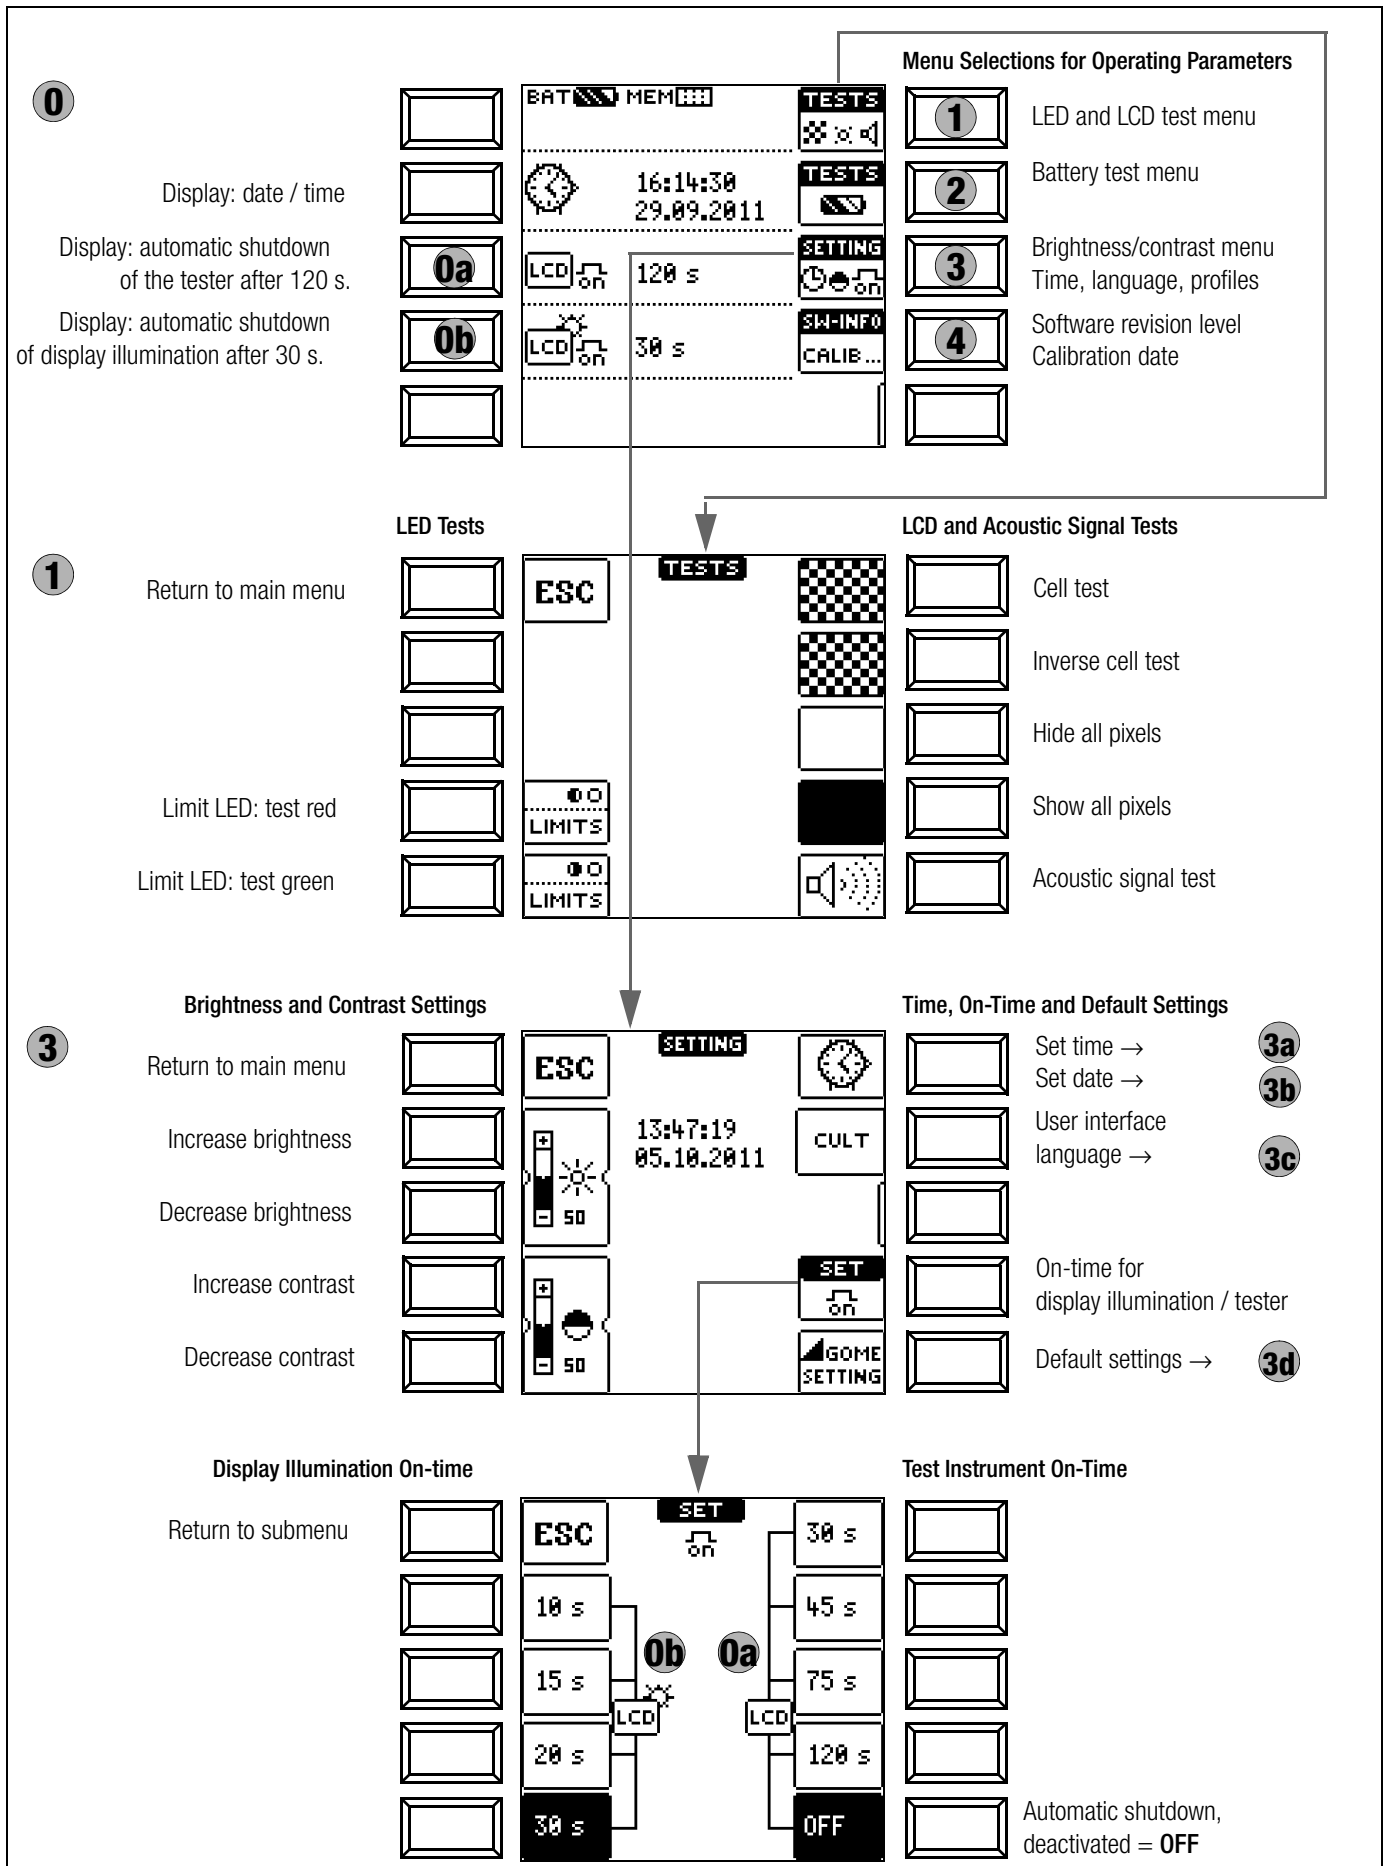 Menu Selections for Operating Parameters
0
BAT MEM
TESTS
1
LED and LCD test menu
Display: date / time
16:14:30
29.09.2011
TESTS
2
Battery test menu
Display: automatic shutdown
of the tester after 120 s.
0a
LCD on
120 s
SETTING
on
3
Brightness/contrast menu
Time, language, profiles
Display: automatic shutdown
of display illumination after 30 s.
0b
LCD on
30 s
SW-INFO
CALIB...
4
Software revision level
Calibration date
LED Tests
LCD and Acoustic Signal Tests
1
Return to main menu
ESC
TESTS
Cell test
Inverse cell test
Hide all pixels
Limit LED: test red
LIMITS
Show all pixels
Limit LED: test green
LIMITS
Acoustic signal test
Brightness and Contrast Settings
Time, On-Time and Default Settings
3
Return to main menu
ESC
SETTING
Set time →
3a
Set date →
3b
Increase brightness
+
13:47:19
05.10.2011
CULT
User interface
language →
3c
Decrease brightness
- 50
Increase contrast
+
SET
on
On-time for
display illumination / tester
Decrease contrast
- 50
GOME
SETTING
Default settings →
3d
Display Illumination On-time
Test Instrument On-Time
Return to submenu
ESC
SET
on
30 s
10 s
45 s
0b
0a
15 s
75 s
LCD
LCD
20 s
120 s
30 s
OFF
Automatic shutdown,
deactivated = OFF